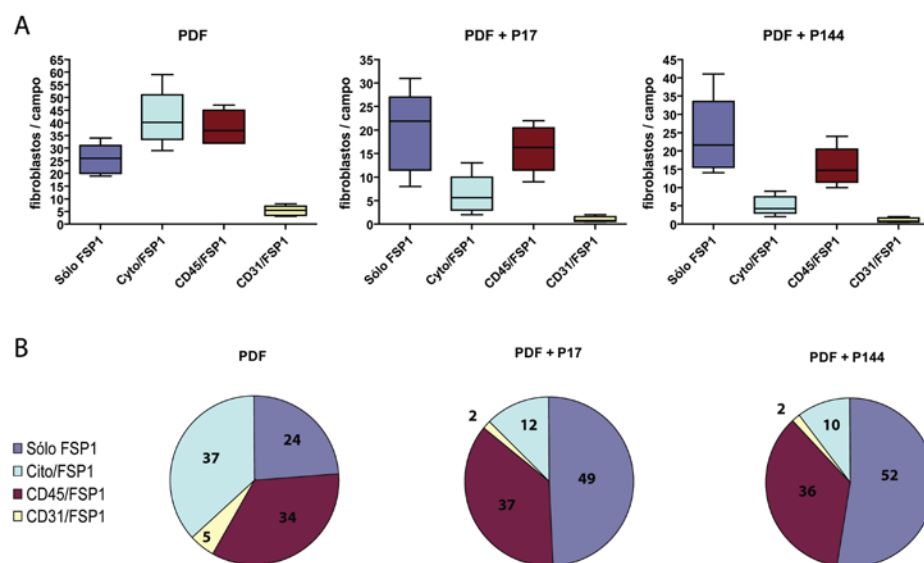 A
PDF
fibroblastos / campo
65
60
55
50
45
40
35
30
25
20
15
10
5
0
Sólo FSP1
Cyto/FSP1
CD45/FSP1
CD31/FSP1
PDF + P17
fibroblastos / campo
35
30
25
20
15
10
5
0
Sólo FSP1
Cyto/FSP1
CD45/FSP1
CD31/FSP1
PDF + P144
fibroblastos / campo
45
40
35
30
25
20
15
10
5
0
Sólo FSP1
Cyto/FSP1
CD45/FSP1
CD31/FSP1
B
Sólo FSP1
Cito/FSP1
CD45/FSP1
CD31/FSP1
PDF
37
24
34
5
PDF + P17
2
12
49
37
PDF + P144
2
10
52
36